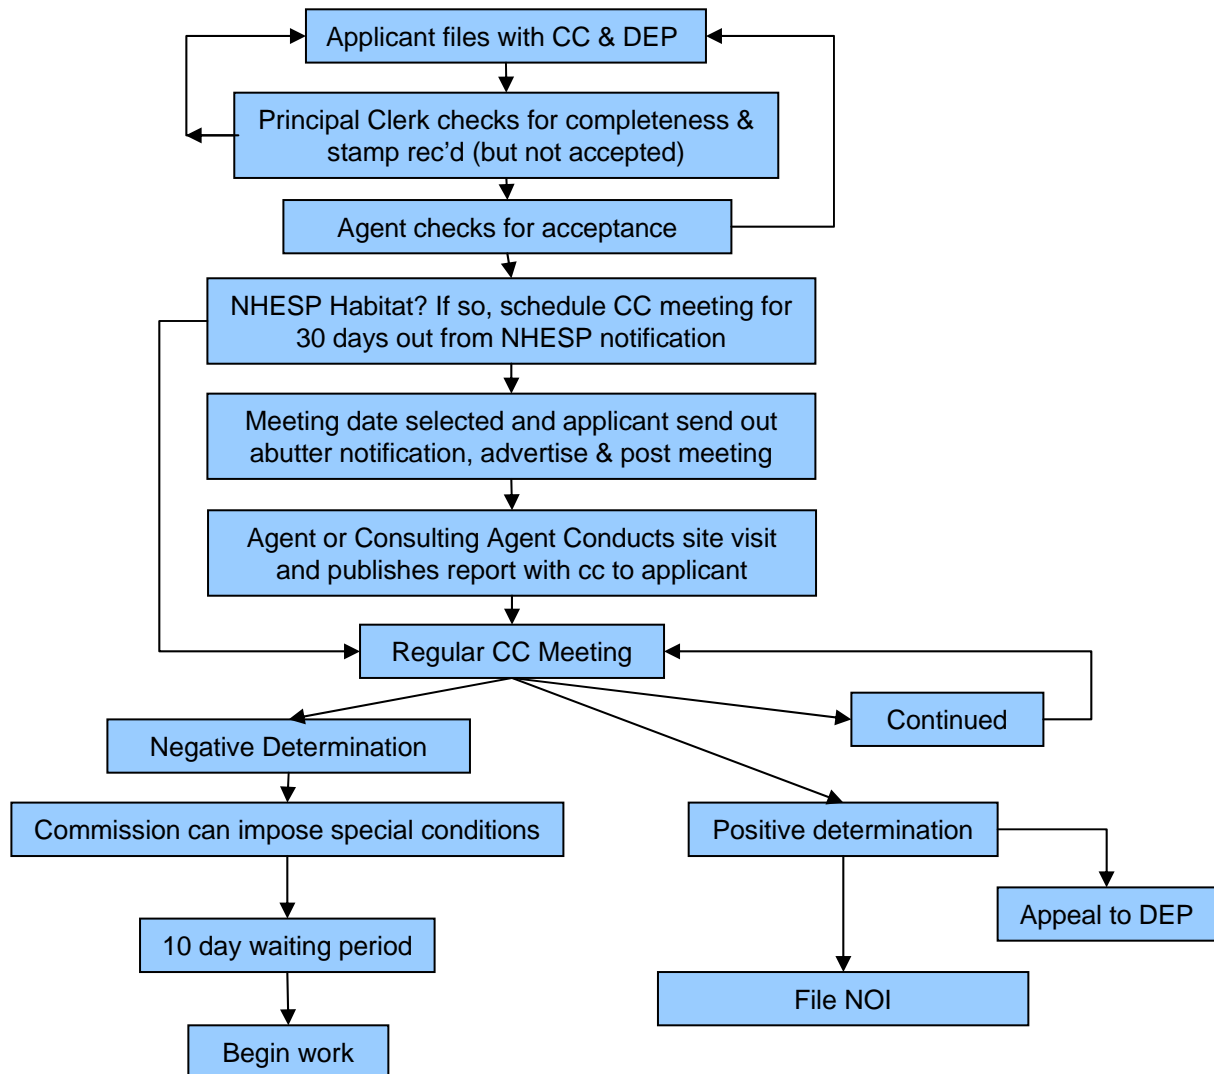 Applicant files with CC & DEP
Principal Clerk checks for completeness &
stamp rec’d (but not accepted)
Agent checks for acceptance
NHESP Habitat? If so, schedule CC meeting for
30 days out from NHESP notification
Meeting date selected and applicant send out
abutter notification, advertise & post meeting
Agent or Consulting Agent Conducts site visit
and publishes report with cc to applicant
Regular CC Meeting
Continued
Negative Determination
Commission can impose special conditions
Positive determination
Appeal to DEP
10 day waiting period
File NOI
Begin work